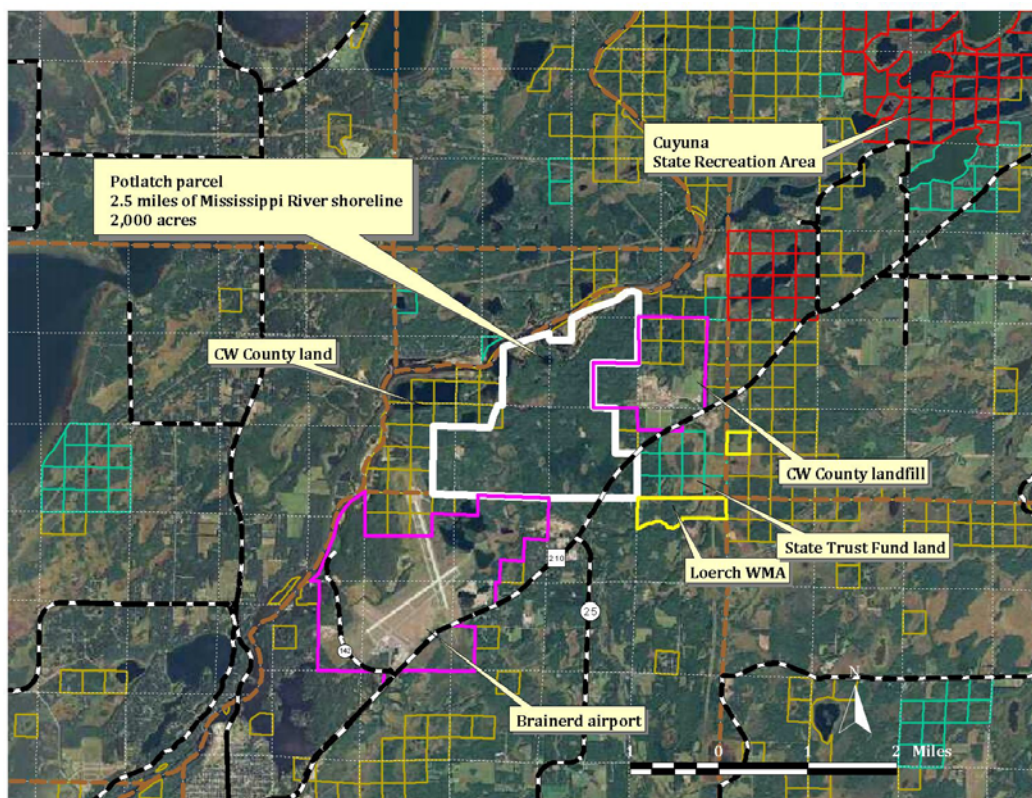 Cuyuna
State Recreation Area
Potlatch parcel
2.5 miles of Mississippi River shoreline
2,000 acres
CW County land
CW County landfill
State Trust Fund land
Loerch WMA
210
25
142
Brainerd airport
N
1 0 1 2 Miles